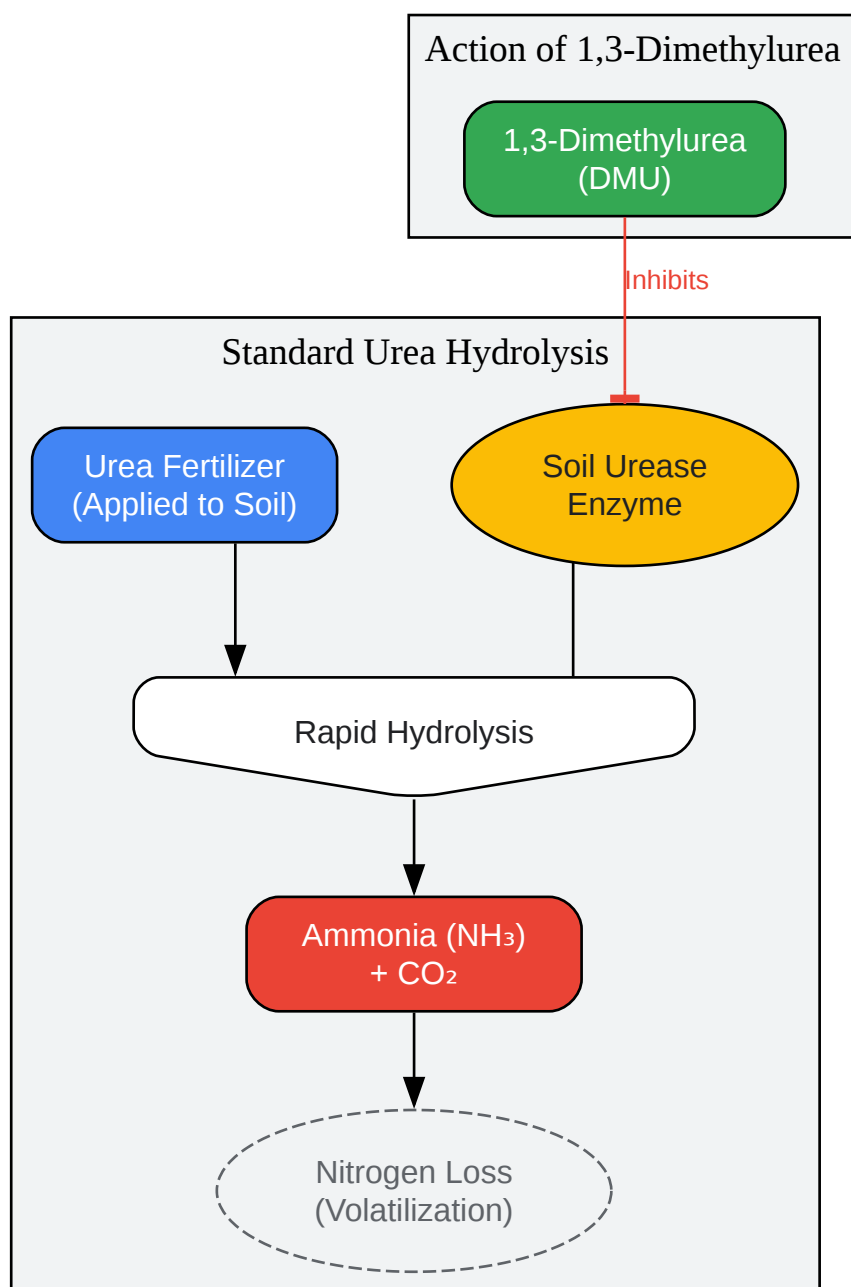 Action of 1,3-Dimethylurea
1,3-Dimethylurea
(DMU)
Inhibits
Standard Urea Hydrolysis
Urea Fertilizer
(Applied to Soil)
Soil Urease
Enzyme
Rapid Hydrolysis
Ammonia (NH₃)
+ CO₂
Nitrogen Loss
(Volatilization)